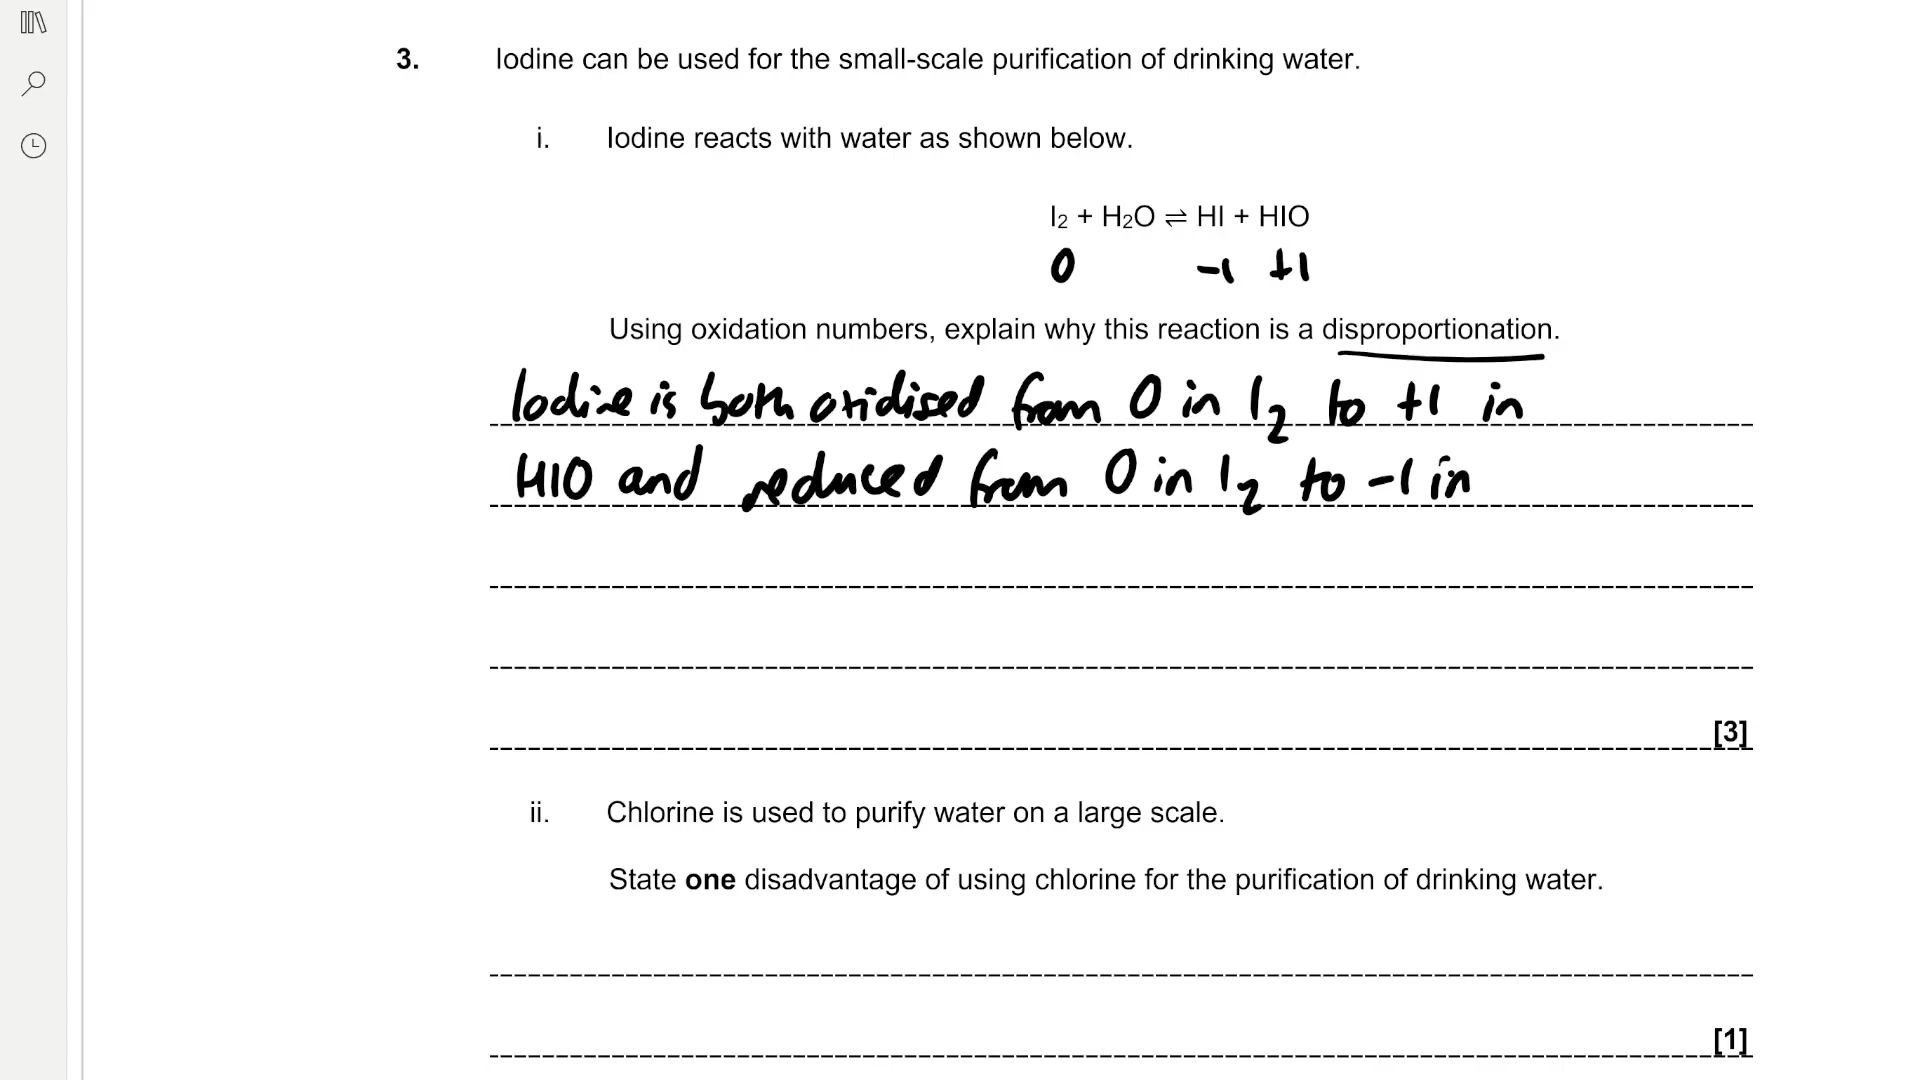 3. Iodine can be used for the small-scale purification of drinking water.
i. Iodine reacts with water as shown below.
I₂ + H₂O ⇌ HI + HIO
0 -1 +1
Using oxidation numbers, explain why this reaction is a disproportionation.
Iodine is both oxidised from 0 in I₂ to +1 in
HIO and reduced from 0 in I₂ to -1 in
[3]
ii. Chlorine is used to purify water on a large scale.
State one disadvantage of using chlorine for the purification of drinking water.
[1]